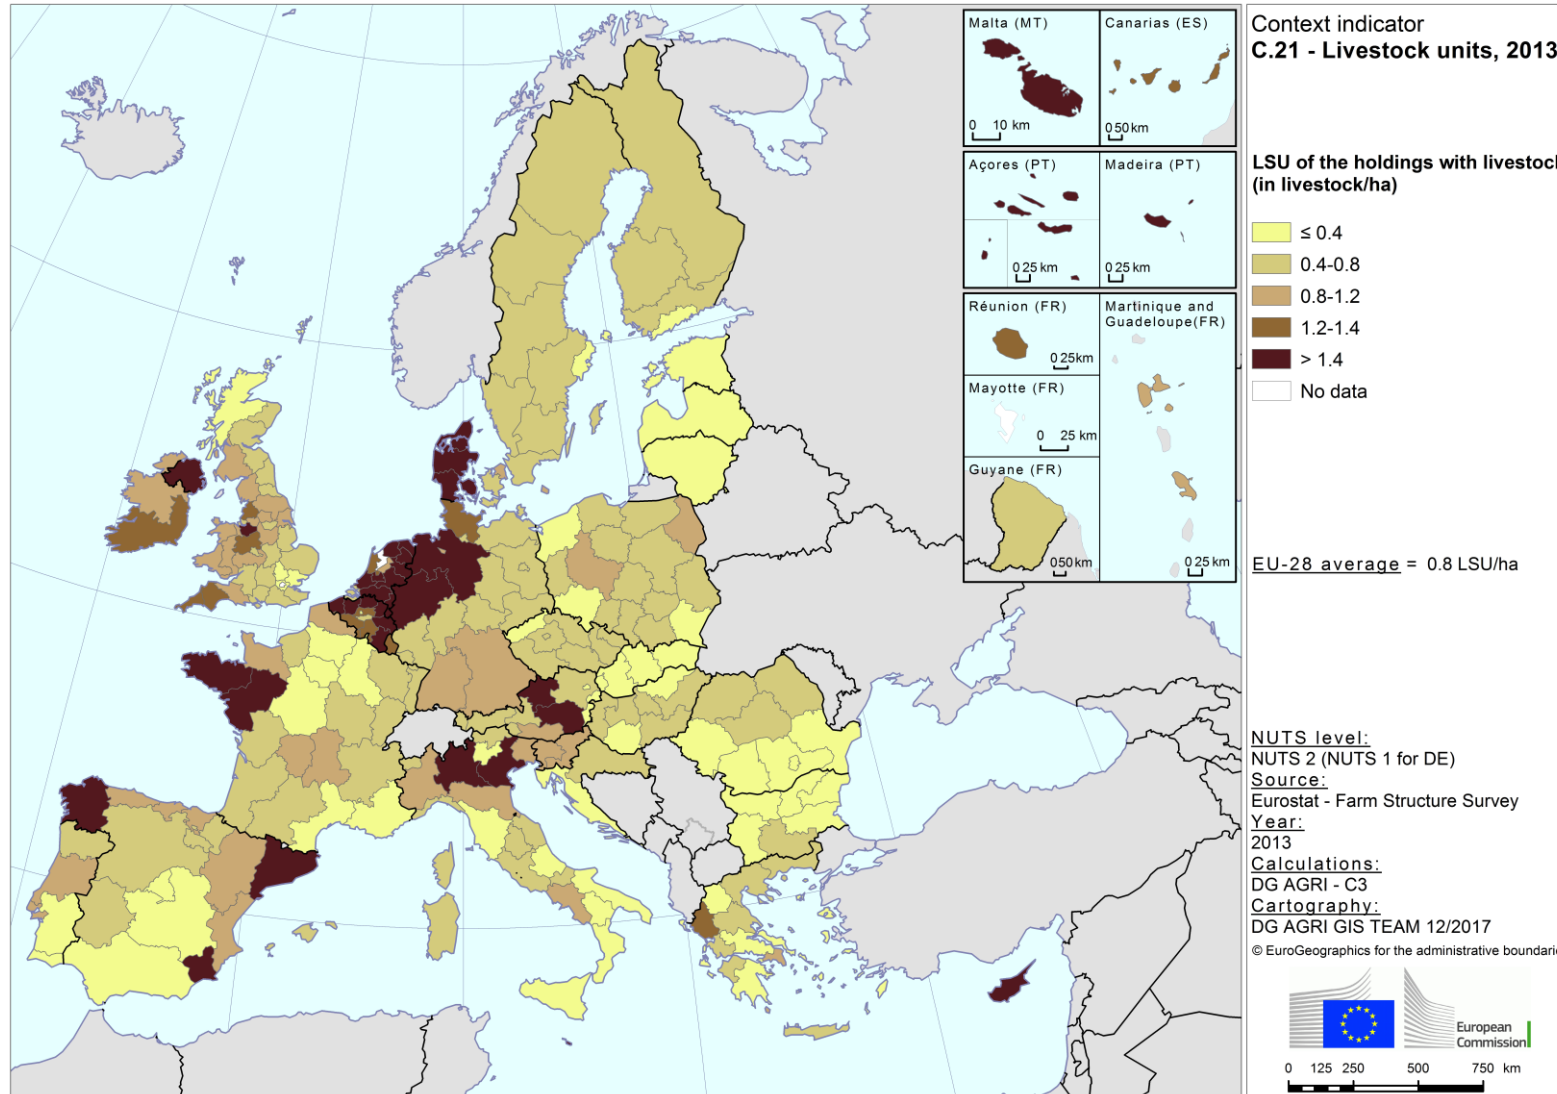 Malta (MT)
0 10 km
Canarias (ES)
0 50 km
Açores (PT)
0 25 km
Madeira (PT)
0 25 km
Réunion (FR)
0 25km
Martinique and
Guadeloupe(FR)
0 25 km
Mayotte (FR)
0 25 km
Guyane (FR)
0 50 km
Context indicator
C.21 - Livestock units, 2013
LSU of the holdings with livestock
(in livestock/ha)
≤ 0.4
0.4-0.8
0.8-1.2
1.2-1.4
> 1.4
No data
EU-28 average = 0.8 LSU/ha
NUTS level:
NUTS 2 (NUTS 1 for DE)
Source:
Eurostat - Farm Structure Survey
Year:
2013
Calculations:
DG AGRI - C3
Cartography:
DG AGRI GIS TEAM 12/2017
© EuroGeographics for the administrative boundarie
European
Commission
0 125 250 500 750 km